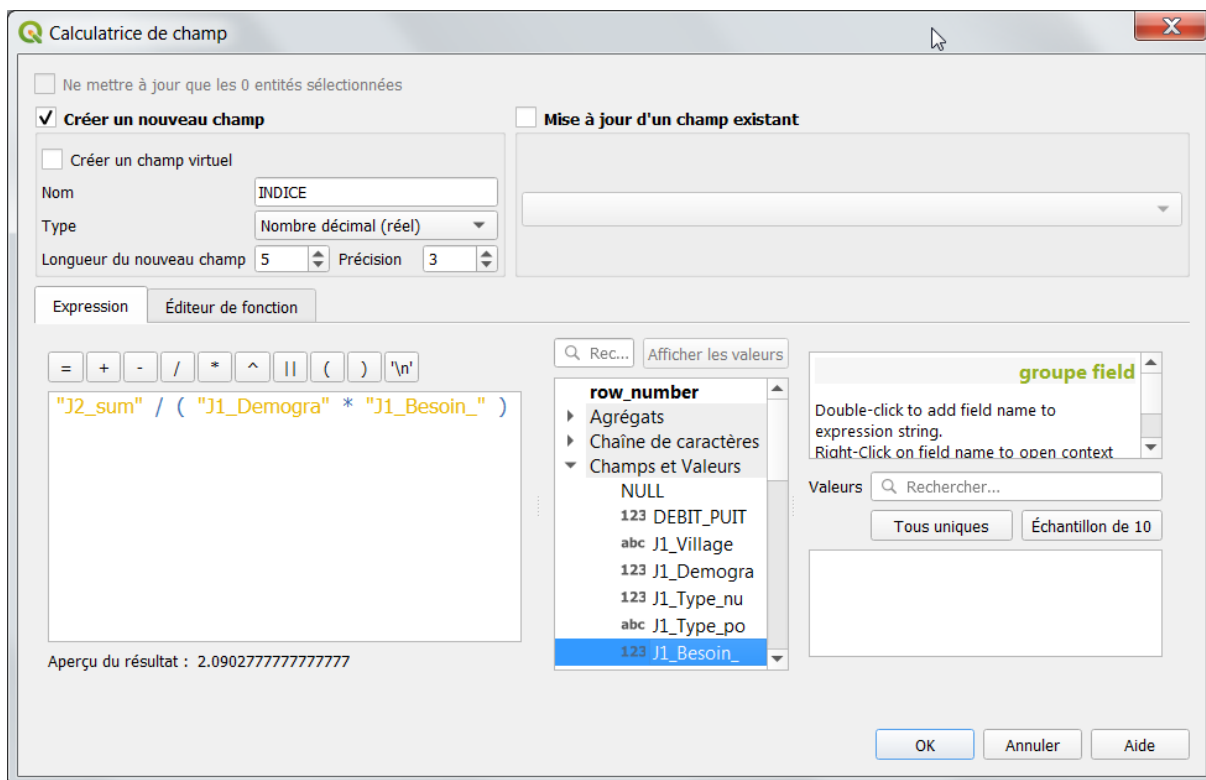 Calculatrice de champ
Ne mettre à jour que les 0 entités sélectionnées
Créer un nouveau champ
Mise à jour d'un champ existant
Créer un champ virtuel
Nom INDICE
Type Nombre décimal (réel)
Longueur du nouveau champ 5 Précision 3
Expression Éditeur de fonction
= + - / * ^ || ( ) '\n'
"J2_sum" / ( "J1_Demogra" * "J1_Besoin_" )
Aperçu du résultat : 2.0902777777777777
Rec... Afficher les valeurs
row_number
Agrégats
Chaîne de caractères
Champs et Valeurs
NULL
123 DEBIT_PUIT
abc J1_Village
123 J1_Demogra
123 J1_Type_nu
abc J1_Type_po
123 J1_Besoin_
groupe field
Double-click to add field name to
expression string.
Right-Click on field name to open context
Valeurs Rechercher...
Tous uniques Échantillon de 10
OK Annuler Aide